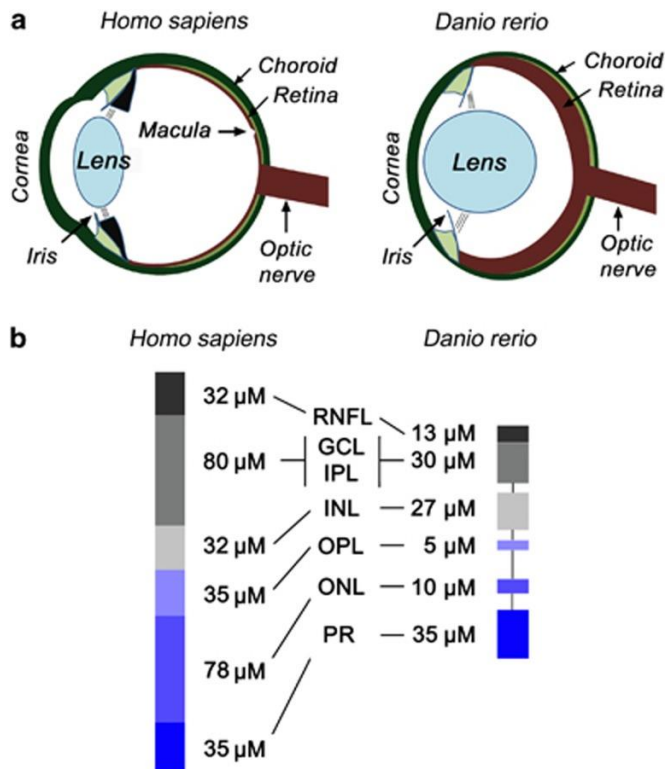 a
Homo sapiens
Danio rerio
Choroid
Retina
Macula
Cornea
Lens
Iris
Optic
nerve
Choroid
Retina
Cornea
Lens
Iris
Optic
nerve
b
Homo sapiens
Danio rerio
32 µM
RNFL
13 µM
80 µM
GCL
IPL
30 µM
32 µM
INL
27 µM
35 µM
OPL
5 µM
78 µM
ONL
10 µM
35 µM
PR
35 µM